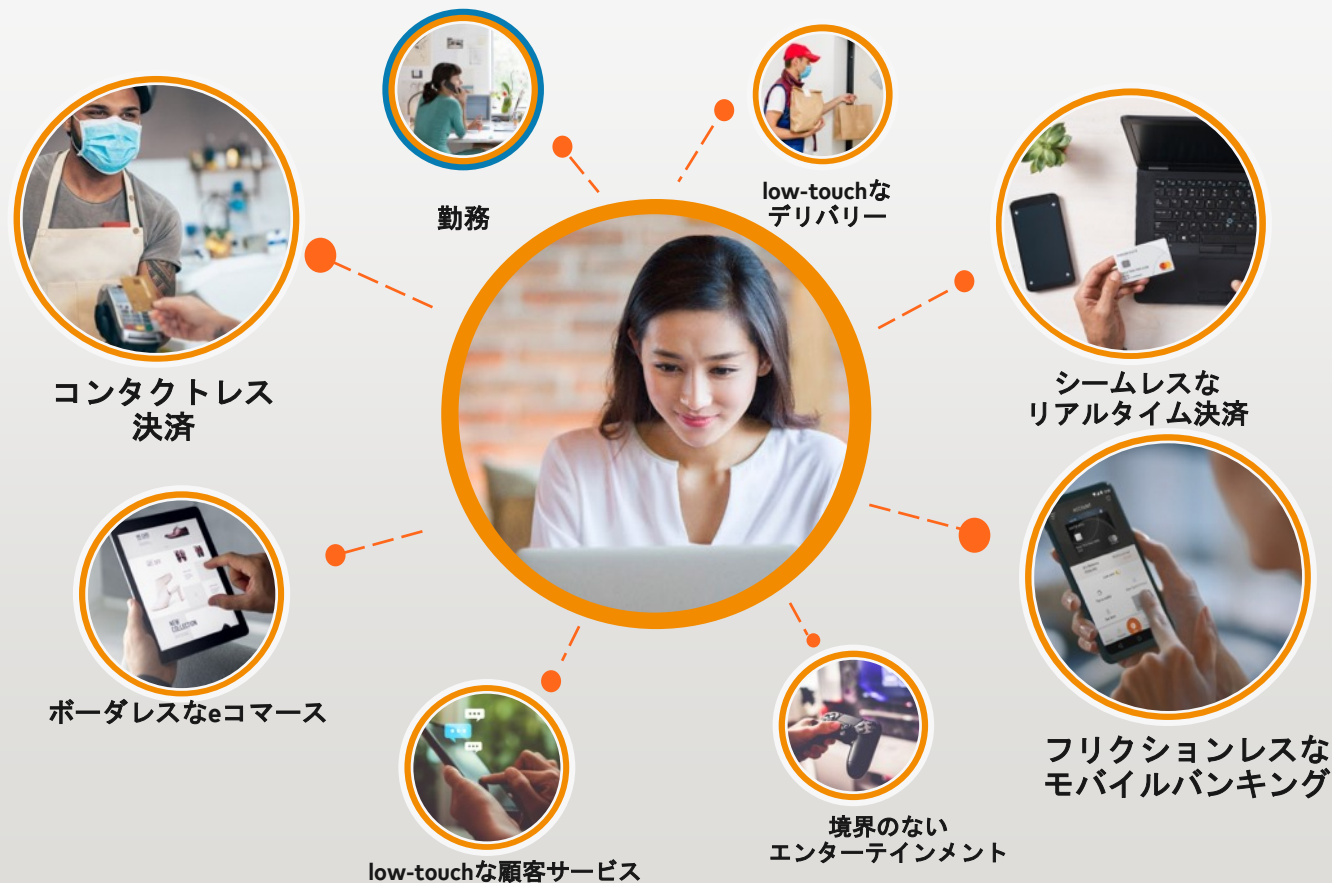 勤務
low-touchな
デリバリー
コンタクトレス
決済
シームレスな
リアルタイム決済
ボーダレスなeコマース
NEW
COLLECTION
ACCOUNT
フリクションレスな
モバイルバンキング
境界のない
エンターテインメント
low-touchな顧客サービス